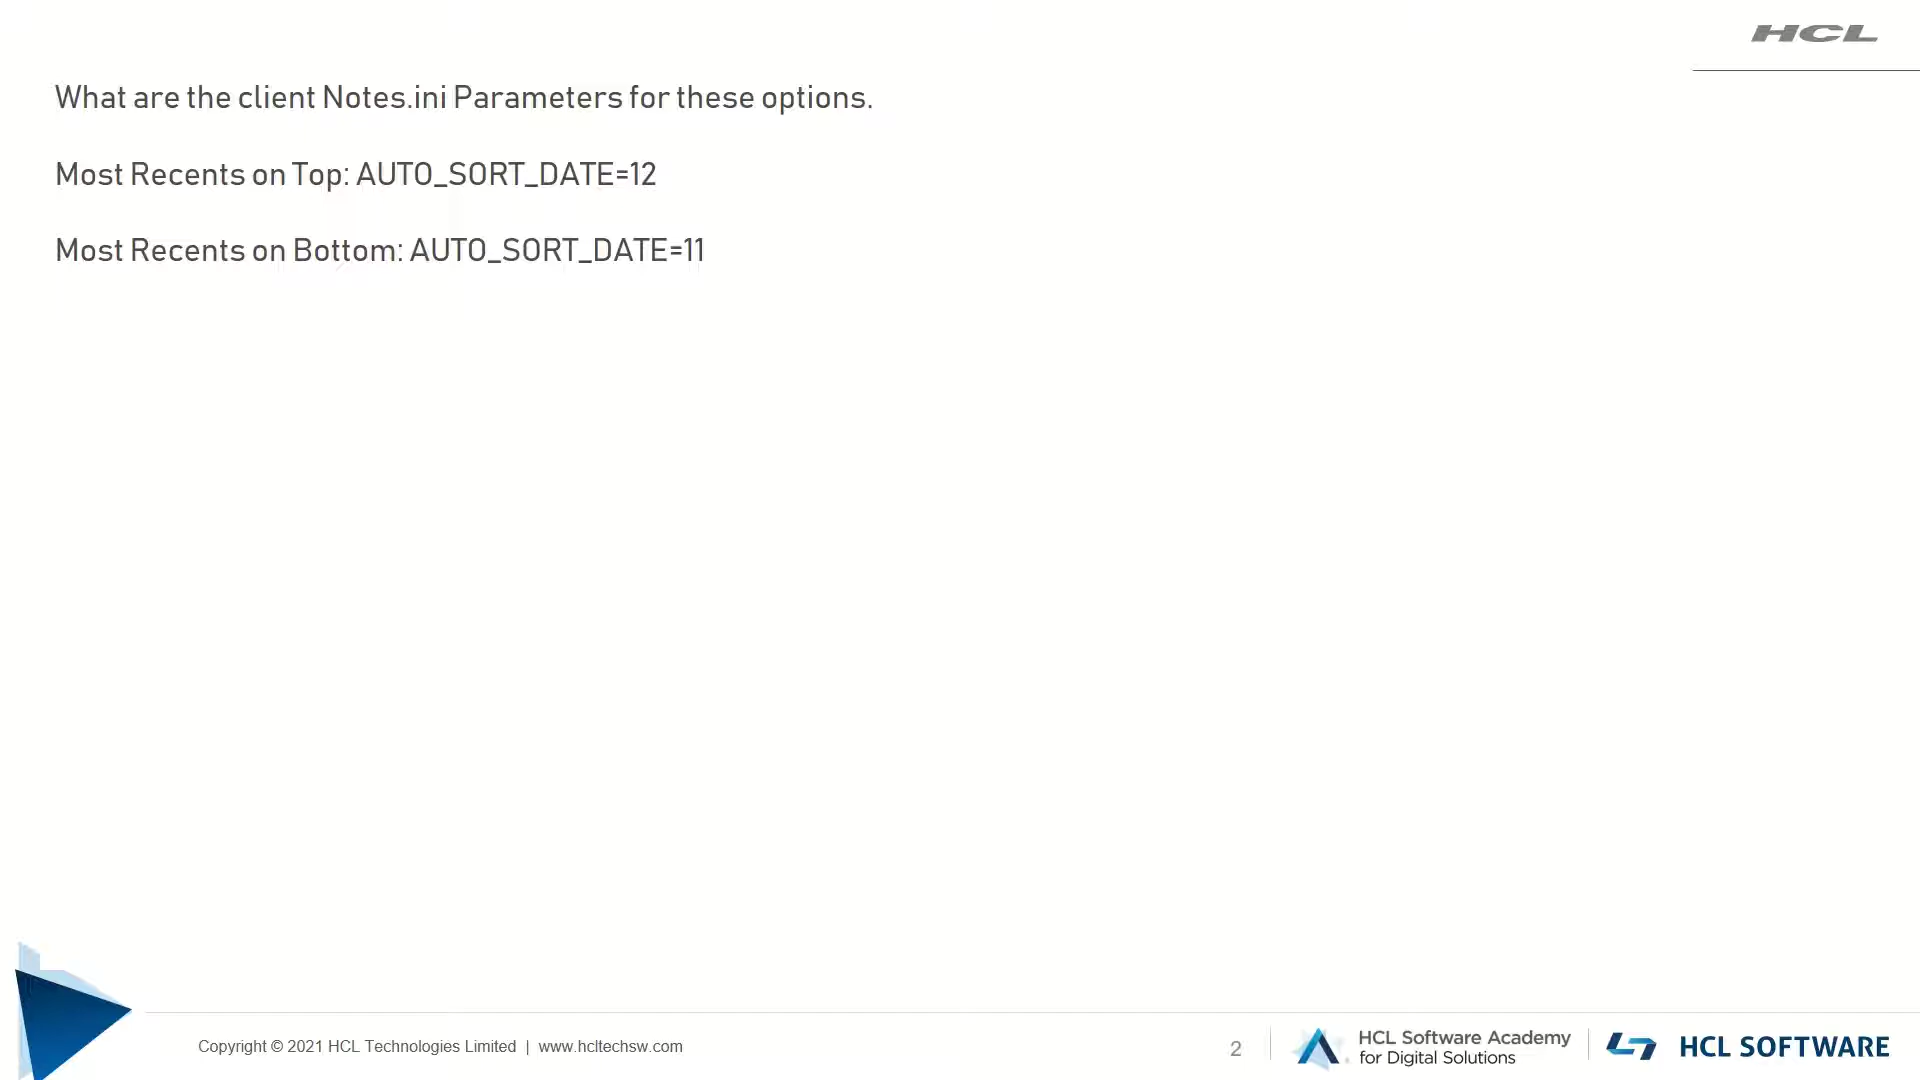 HCL
What are the client Notes.ini Parameters for these options.
Most Recents on Top: AUTO_SORT_DATE=12
Most Recents on Bottom: AUTO_SORT_DATE=11
Copyright © 2021 HCL Technologies Limited | www.hcltechsw.com
2
HCL Software Academy
for Digital Solutions
HCL SOFTWARE